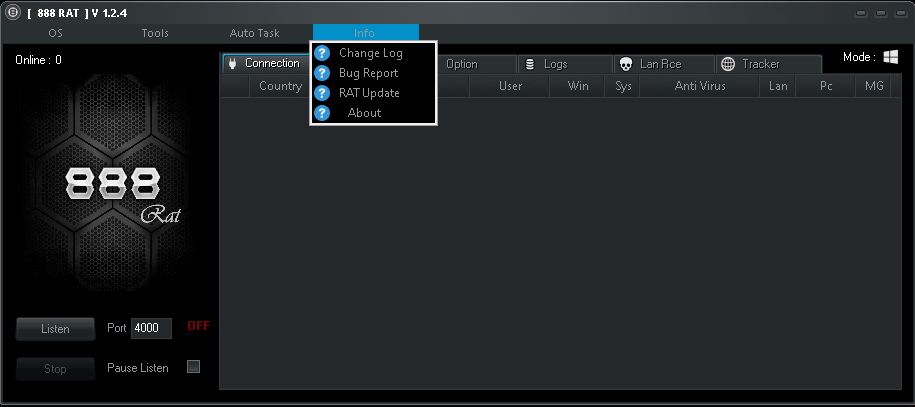 [ 888 RAT ] V 1.2.4
OS Tools Auto Task Info
Online : 0
Change Log
Bug Report
RAT Update
About
Connection Option Logs Lan Rce Tracker Mode :
Country User Win Sys Anti Virus Lan Pc MG
888
Rat
Listen Port 4000 OFF
Stop Pause Listen